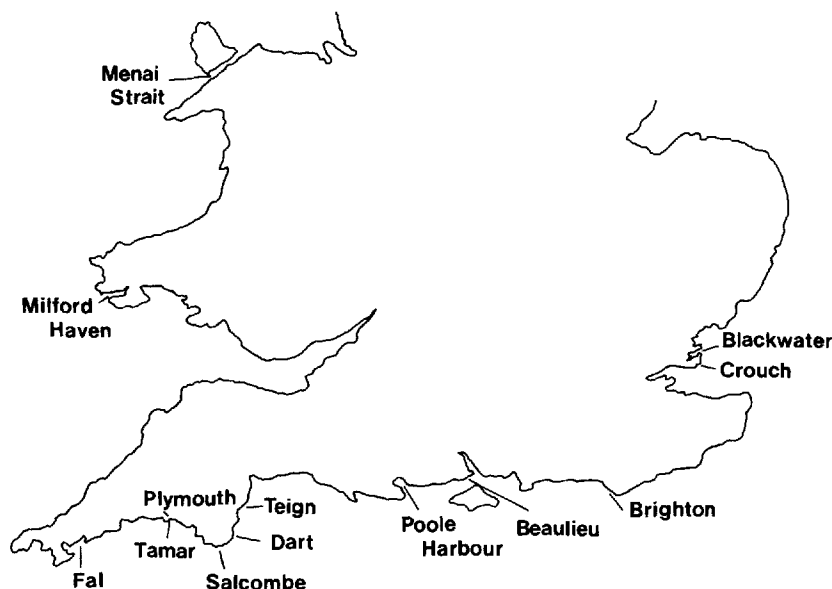 Menai
Strait
Milford
Haven
Blackwater
Crouch
Plymouth
Teign
Tamar
Dart
Fal
Salcombe
Poole
Harbour
Beaulieu
Brighton